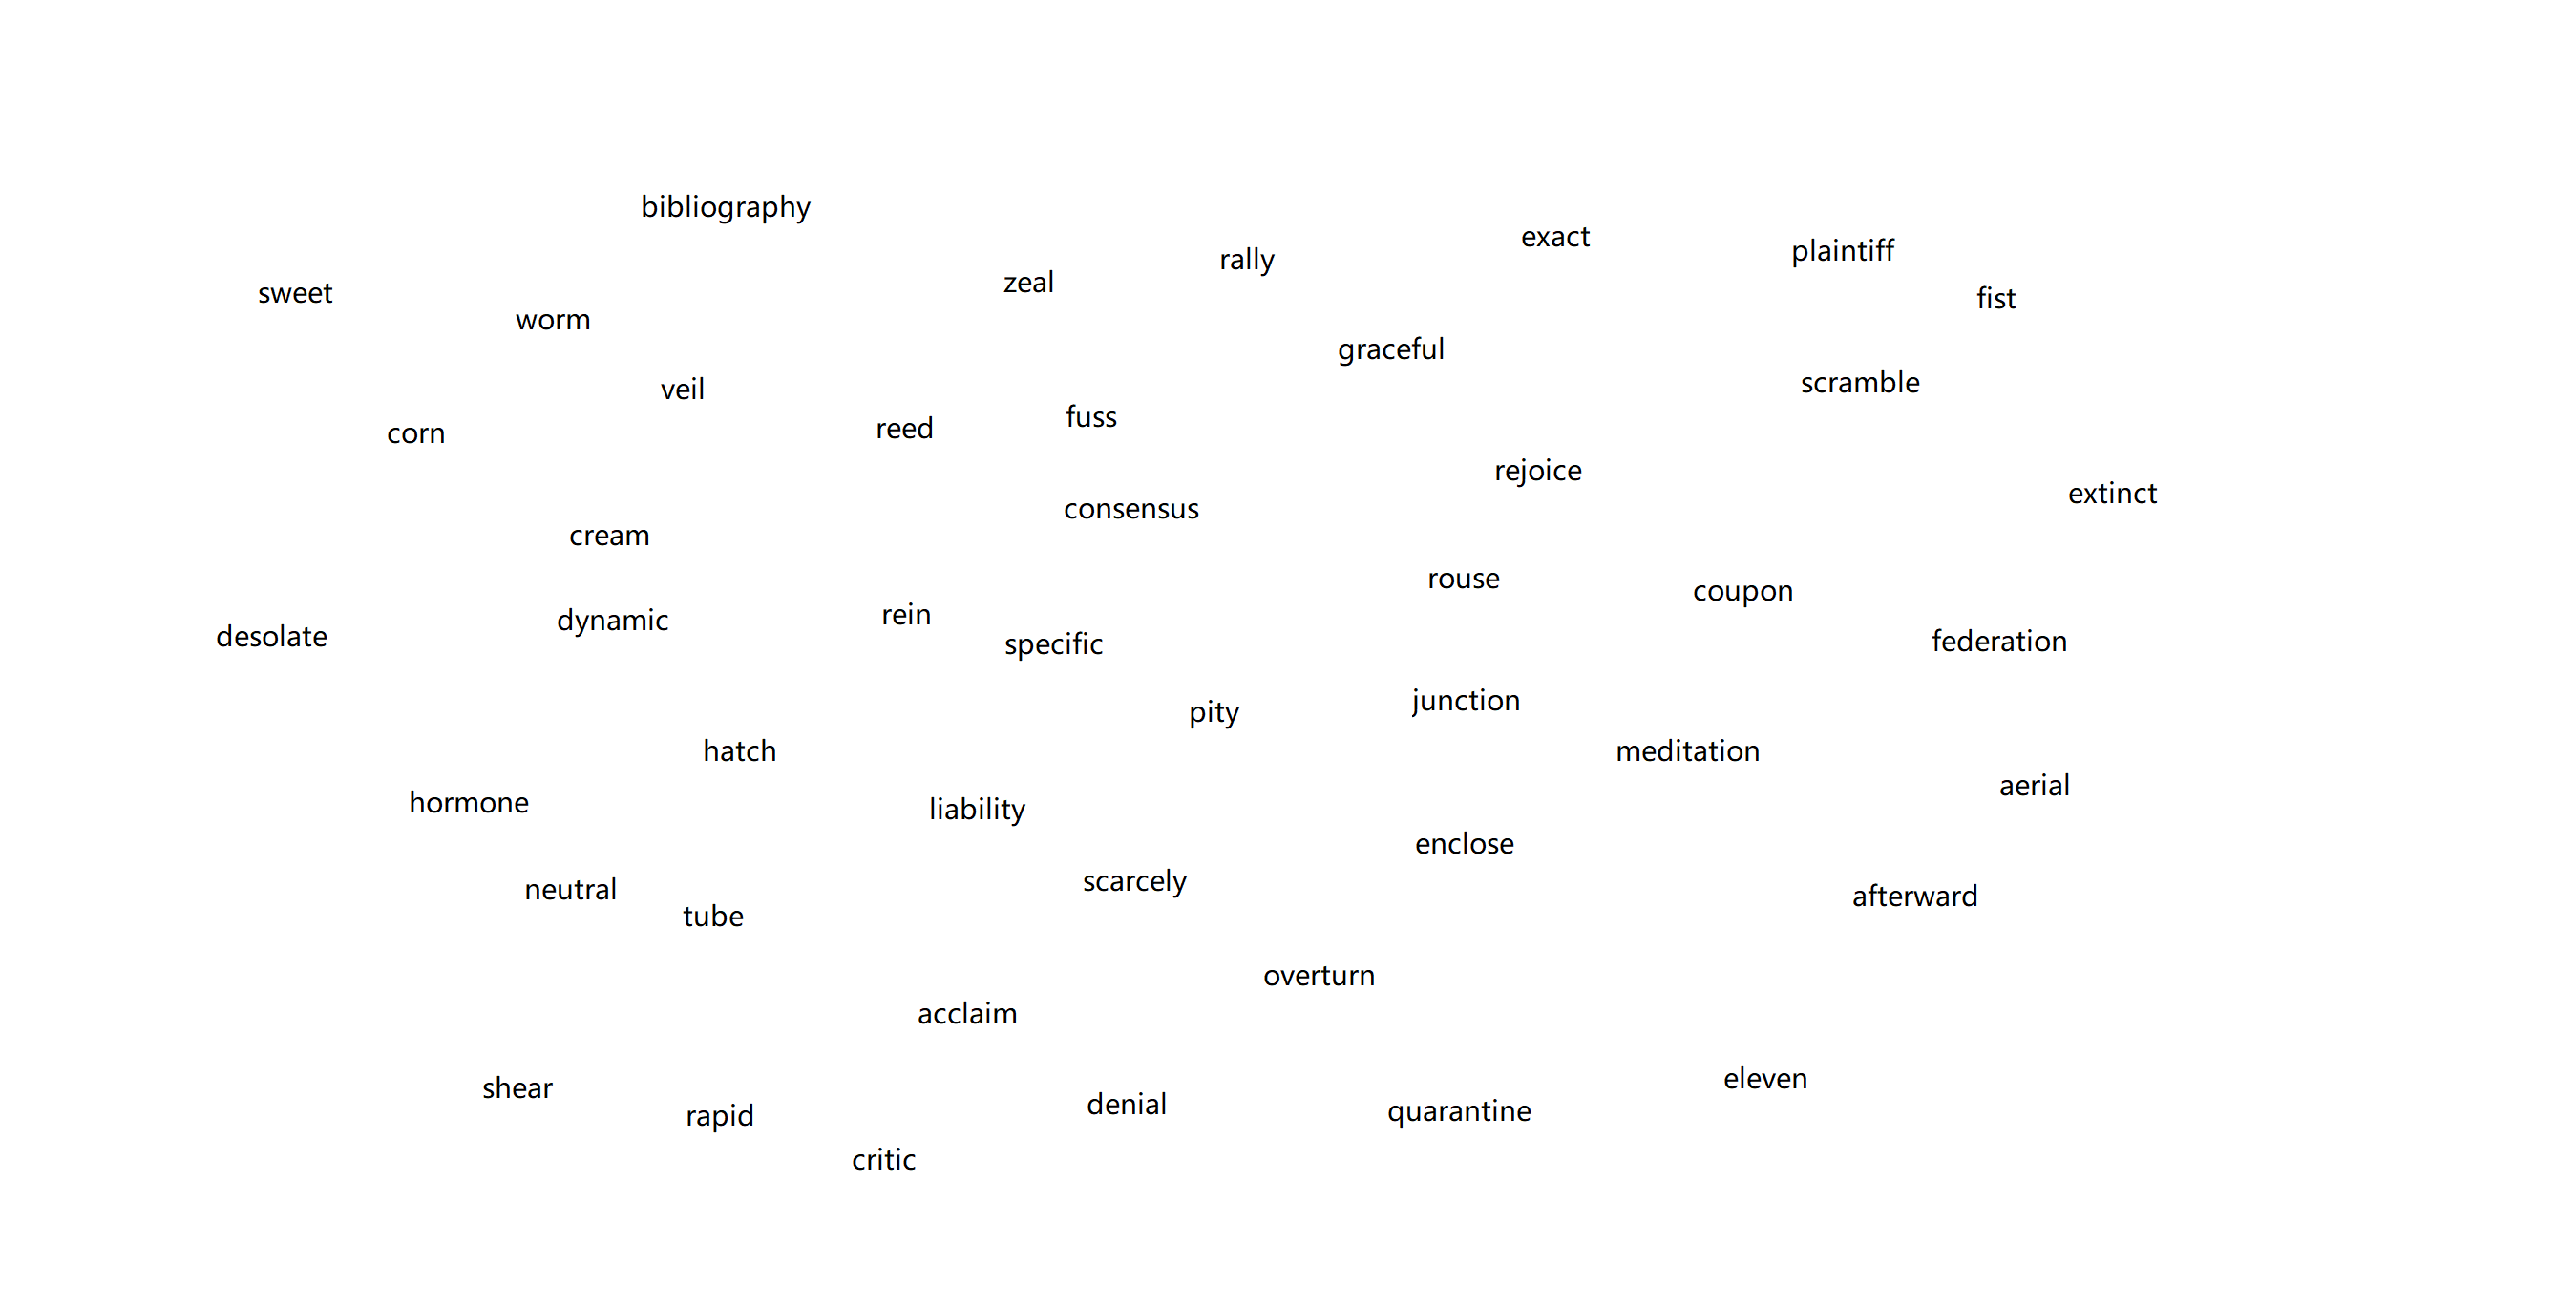 bibliography
exact
plaintiff
rally
zeal
sweet
fist
worm
graceful
scramble
veil
fuss
reed
corn
rejoice
extinct
consensus
cream
rouse
coupon
rein
dynamic
desolate
federation
specific
junction
pity
hatch
meditation
aerial
hormone
liability
enclose
scarcely
neutral
afterward
tube
overturn
acclaim
eleven
shear
denial
quarantine
rapid
critic